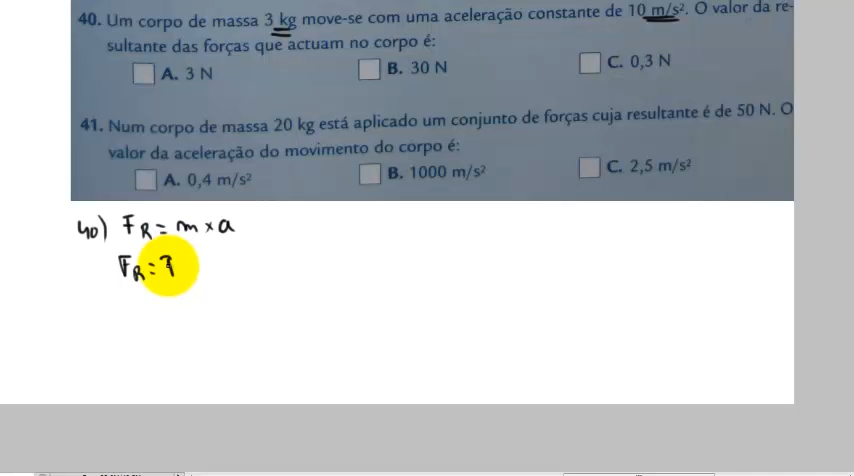 40. Um corpo de massa 3 kg move-se com uma aceleração constante de 10 m/s². O valor da re-
sultante das forças que actuam no corpo é:
A. 3 N B. 30 N C. 0,3 N
41. Num corpo de massa 20 kg está aplicado um conjunto de forças cuja resultante é de 50 N. O
valor da aceleração do movimento do corpo é:
A. 0,4 m/s² B. 1000 m/s² C. 2,5 m/s²
40) FR = m × a
FR = ?